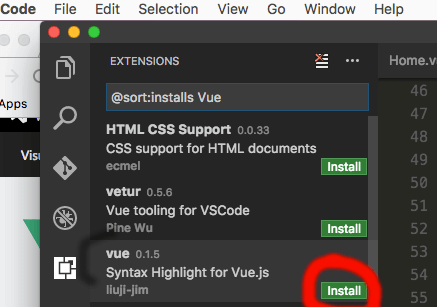 Code File Edit Selection View Go Window Help
EXTENSIONS
Home.v
@sort:installs Vue
Apps
Visu
HTML CSS Support 0.0.33
CSS support for HTML documents
ecmel Install
vetur 0.5.6
Vue tooling for VSCode
Pine Wu Install
vue 0.1.5
Syntax Highlight for Vue.js
liuji-jim Install
46
47
48
49
50
51
52
53
54
55